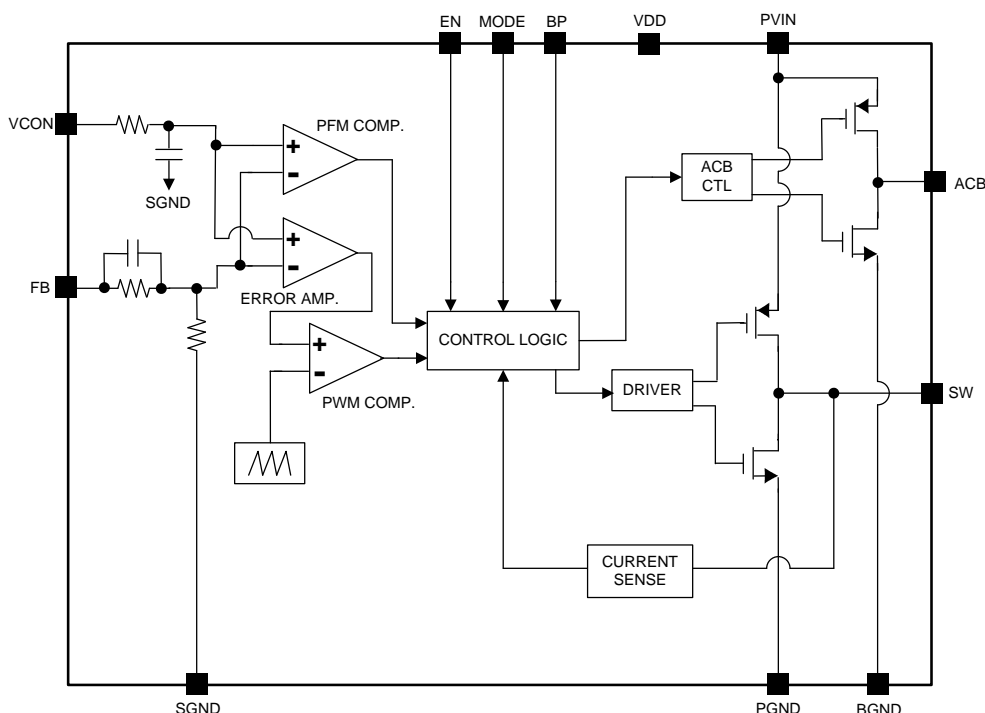 EN MODE BP VDD PVIN
VCON
PFM COMP.
+
-
SGND
ACB
CTL
ACB
+
-
FB
ERROR AMP.
CONTROL LOGIC
+
-
PWM COMP.
DRIVER
SW
CURRENT
SENSE
SGND PGND BGND